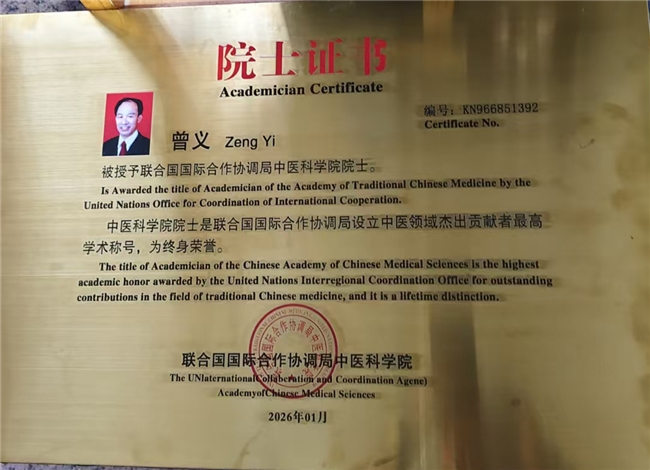 院士证书
Academician Certificate
编号: KN966851392
Certificate No.
曾义 Zeng Yi
被授予联合国国际合作协调局中医科学院院士。
Is Awarded the title of Academician of the Academy of Traditional Chinese Medicine by the
United Nations Office for Coordination of International Cooperation.
中医科学院院士是联合国国际合作协调局设立中医领域杰出贡献者最高
学术称号，为终身荣誉。
The title of Academician of the Chinese Academy of Chinese Medical Sciences is the highest
academic honor awarded by the United Nations Interregional Coordination Office for outstanding
contributions in the field of traditional Chinese medicine, and it is a lifetime distinction.
联合国国际合作协调局中医科学院
The UNInternational(Collaberation and Coordination Agene)
AcademyofChinese Medical Sciences
2026年01月